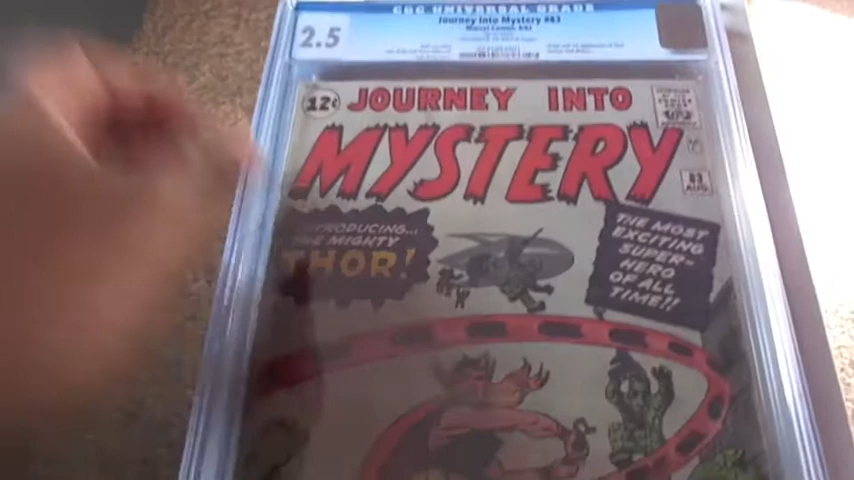 CGC UNIVERSAL GRADE
2.5
Journey Into Mystery #83
Marvel Comics
12¢
JOURNEY INTO
MYSTERY
83
AUG.
INTRODUCING...
THE MIGHTY
THOR!
THE MOST
EXCITING
SUPER-
HERO
OF ALL
TIME!!